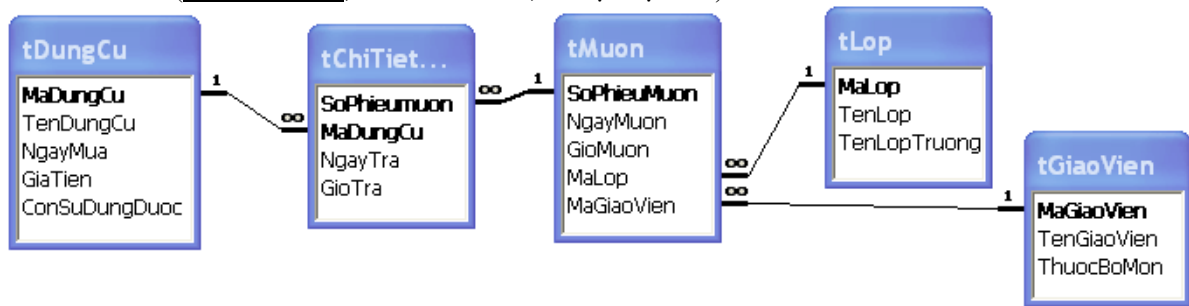 tDungCu
MaDungCu
TenDungCu
NgayMua
GiaTien
ConSuDungDuoc
1
∞
tChiTiet...
SoPhieumuon
MaDungCu
NgayTra
GioTra
∞
1
tMuon
SoPhieuMuon
NgayMuon
GioMuon
MaLop
MaGiaoVien
∞
∞
1
tLop
MaLop
TenLop
TenLopTruong
1
tGiaoVien
MaGiaoVien
TenGiaoVien
ThuocBoMon